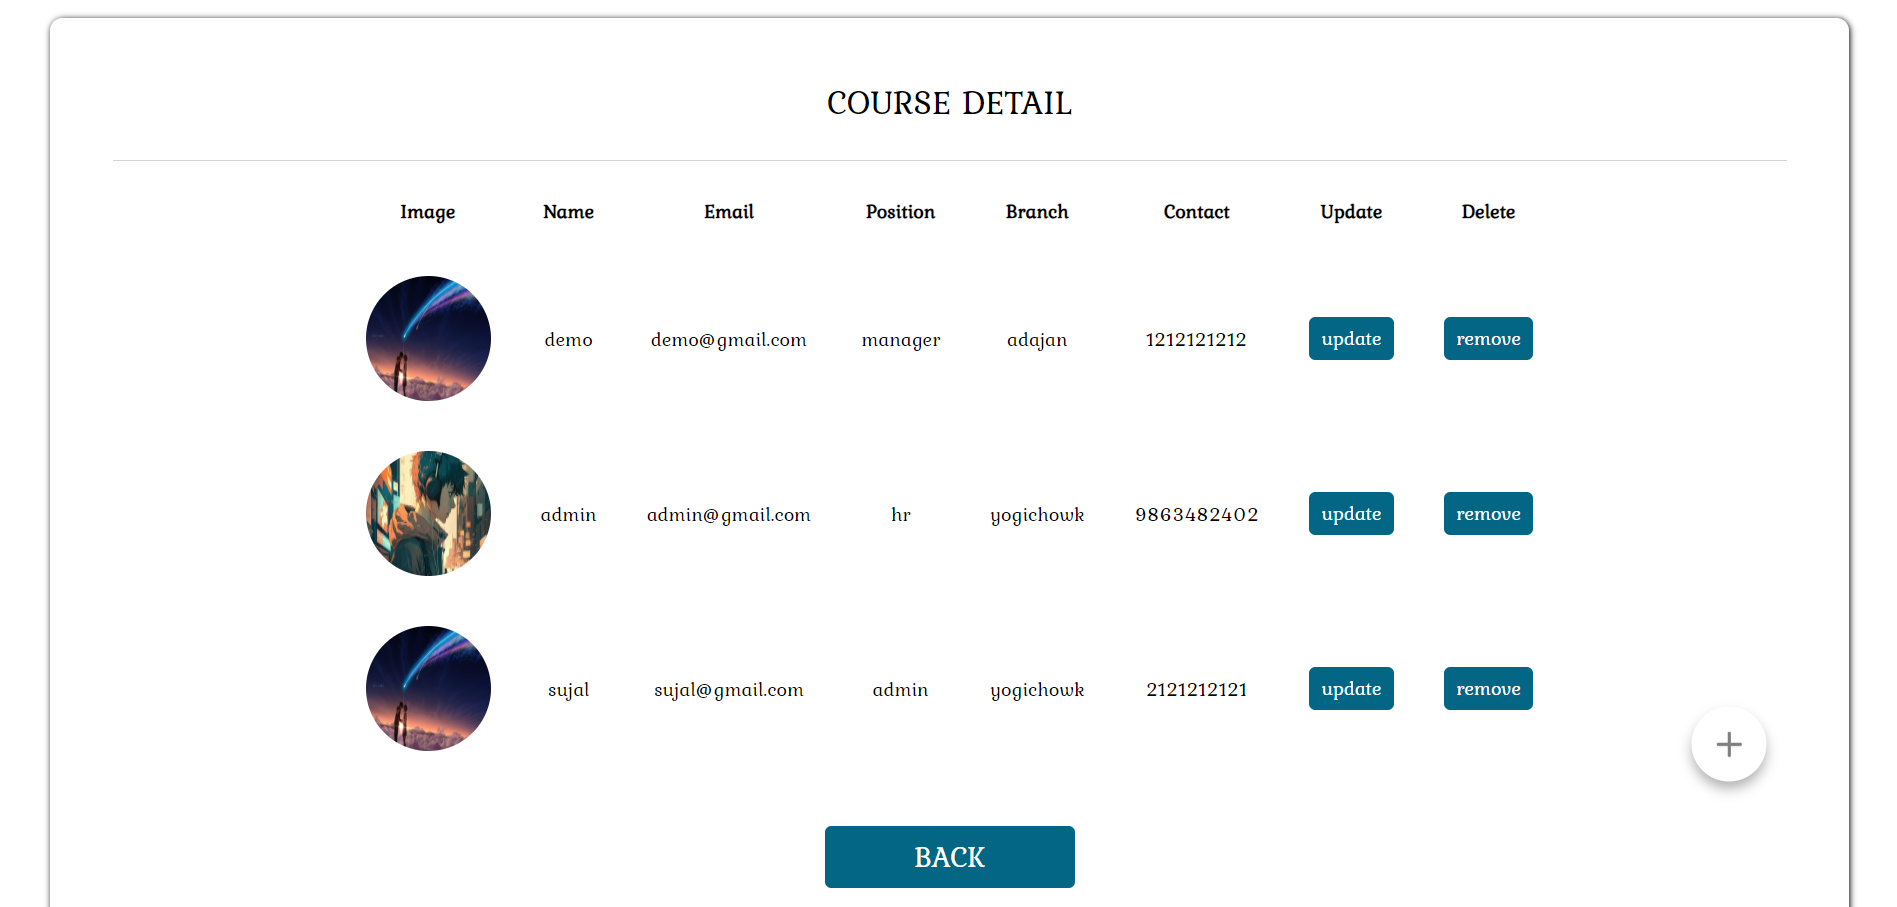 COURSE DETAIL
Image Name Email Position Branch Contact Update Delete
demo demo@gmail.com manager adajan 1212121212 update remove
admin admin@gmail.com hr yogichowk 9863482402 update remove
sujal sujal@gmail.com admin yogichowk 2121212121 update remove
BACK